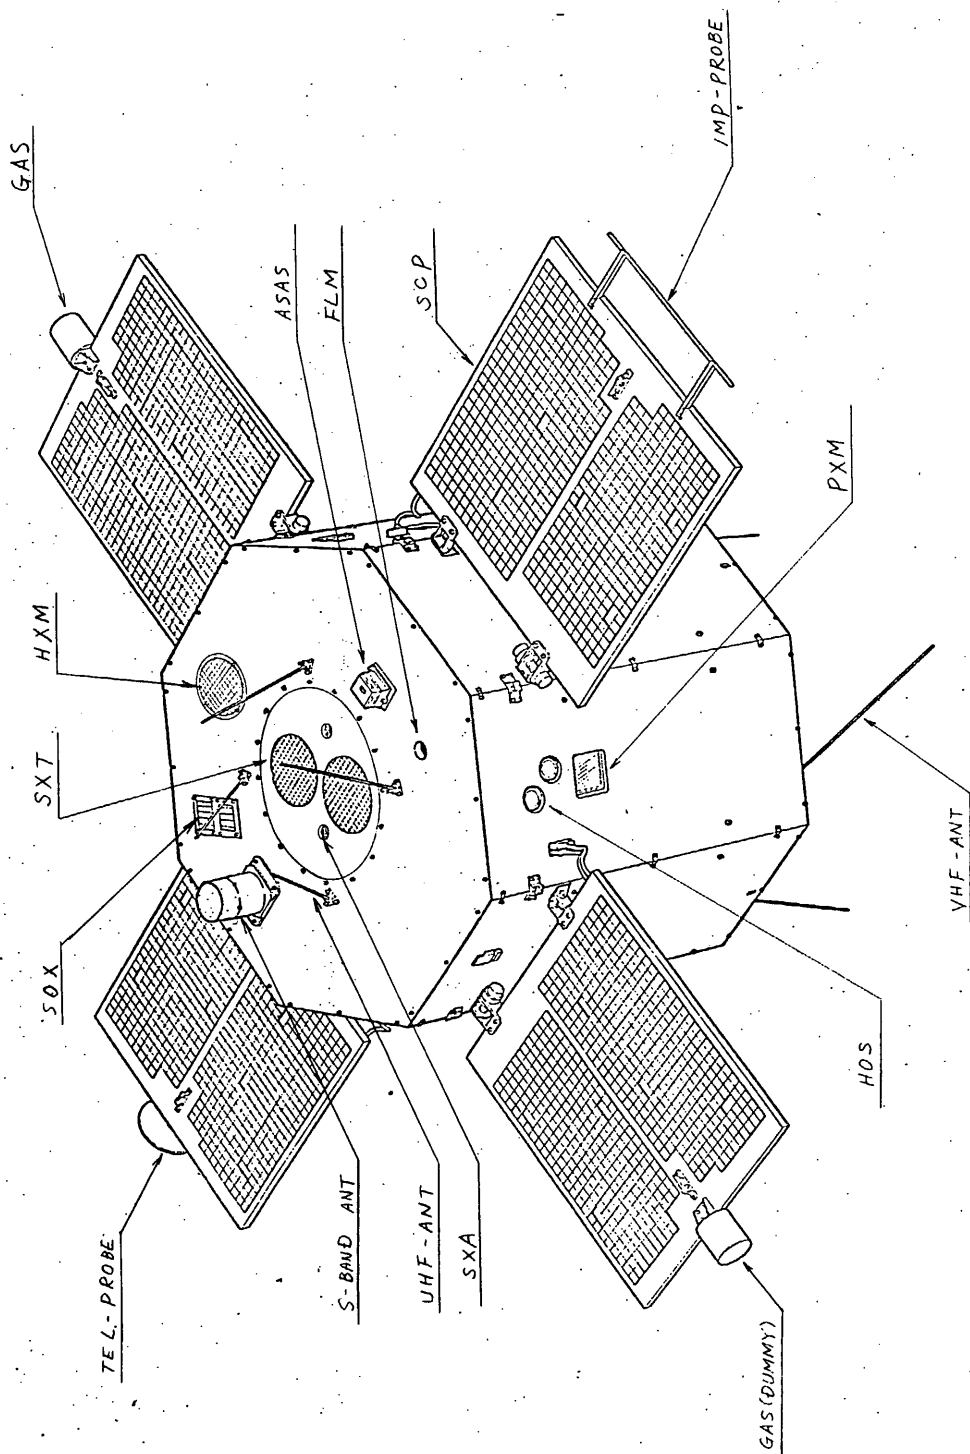 TEL-PROBE
SOX
SXT
HXM
GAS
S-BAND ANT
UHF-ANT
SXA
ASAS
FLM
SCP
IMP-PROBE
PXM
HOS
VHF-ANT
GAS(DUMMY)